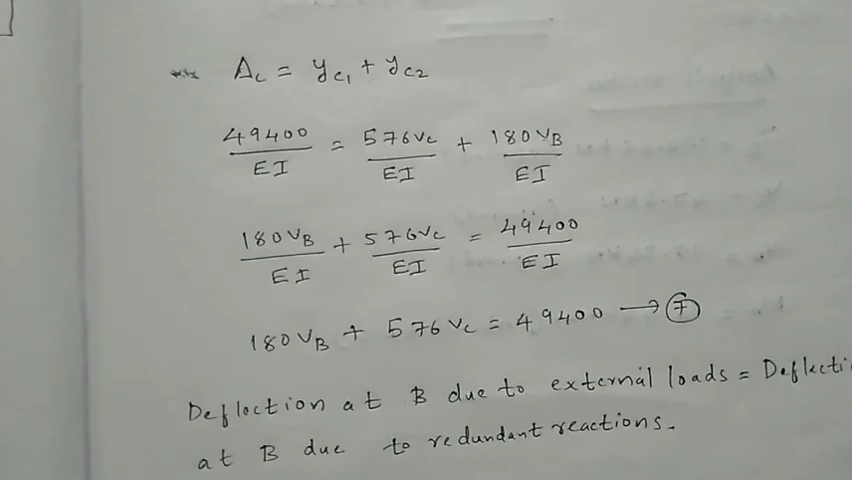 Δc = yc1 + yc2
49400/EI = 576Vc/EI + 180VB/EI
180VB/EI + 576Vc/EI = 49400/EI
180VB + 576Vc = 49400 → 7
Deflection at B due to external loads = Deflecti
at B due to redundant reactions.